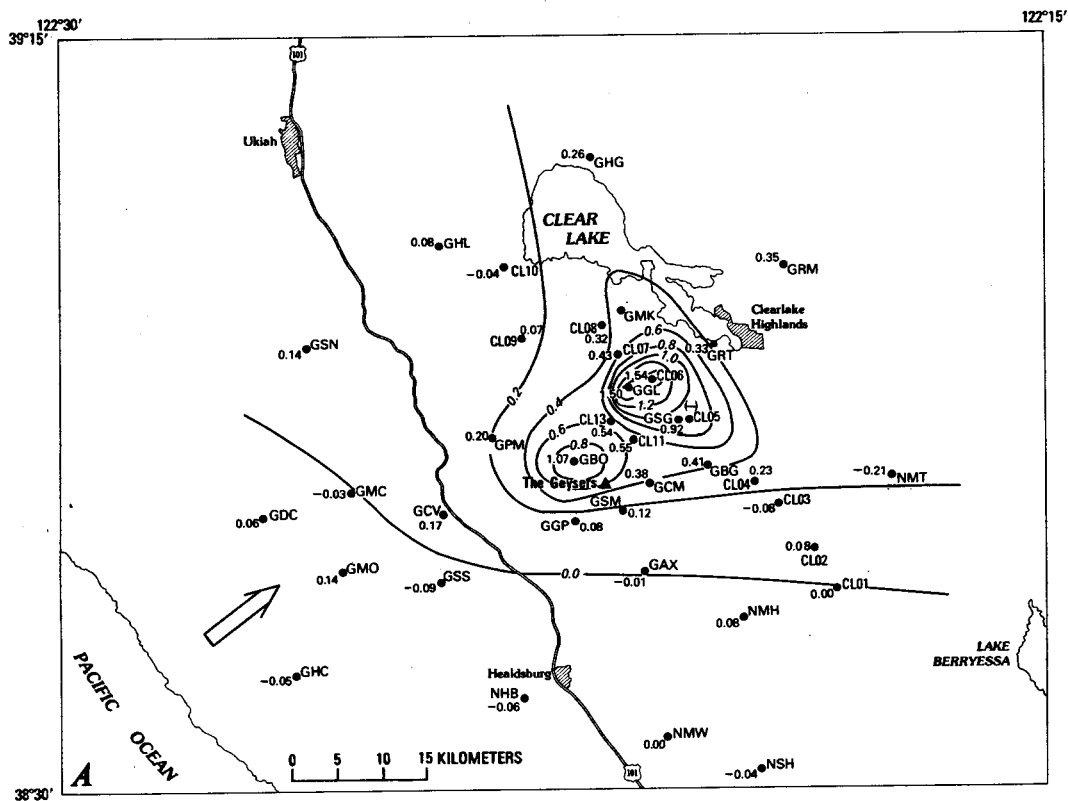 122°30'
122°15'
39°15'
101
Ukiah
0.26 GHG
CLEAR
LAKE
0.08 GHL
-0.04 CL10
0.35 GRM
GMK
Clearlake
Highlands
0.07
CL09
CL08
0.32
0.6
0.8
1.0
0.33
GRT
GSN
0.14
0.43 CL07
1.54 CL06
GGL
.50
0.2
0.4
1.2
H
GSG CL05
0.92
CL13
0.54
0.6
0.8
0.20
GPM
0.55
CL11
1.07 GBO
0.41
GBG
0.38
GCM
The Geysers
0.23
CL04
-0.21
NMT
-0.03 GMC
GSM
0.12
CL03
-0.08
0.06 GDC
GCV
0.17
GGP 0.08
0.08
CL02
0.14 GMO
-0.09 GSS
0.0
GAX
-0.01
CL01
0.00
NMH
0.08
LAKE
BERRYESSA
PACIFIC OCEAN
-0.05 GHC
Healdsburg
NHB
-0.06
0.00 NMW
NSH
-0.04
A
0 5 10 15 KILOMETERS
101
38°30'